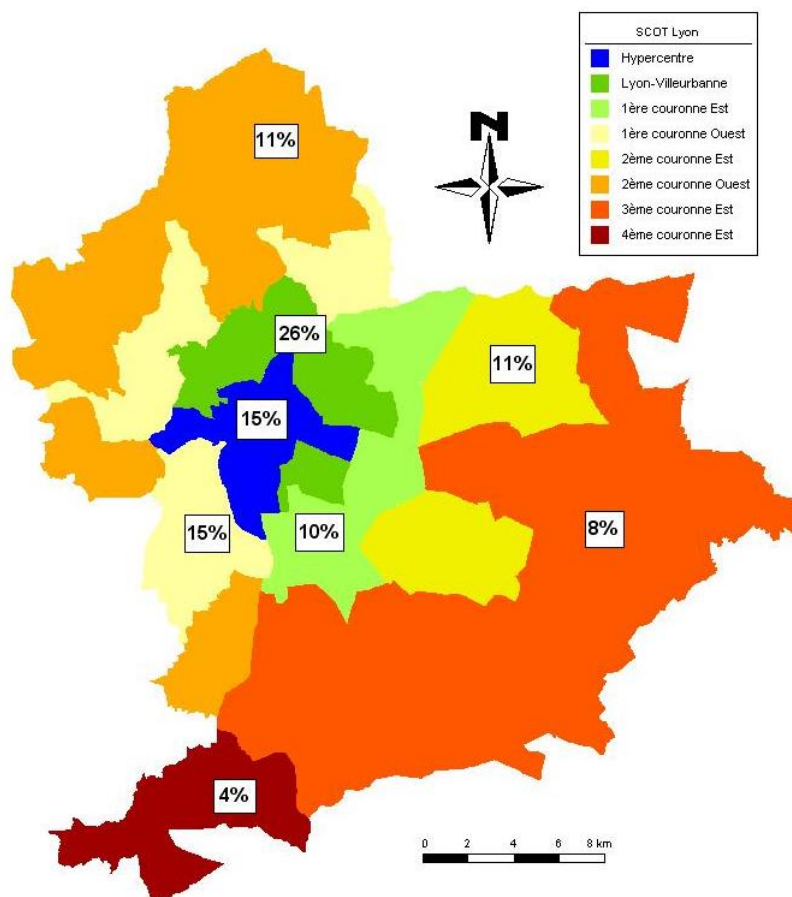 SCOT Lyon
Hypercentre
Lyon-Villeurbanne
1ère couronne Est
1ère couronne Ouest
2ème couronne Est
2ème couronne Ouest
3ème couronne Est
4ème couronne Est
N
11%
26%
11%
15%
15%
10%
8%
4%
0 2 4 6 8 km